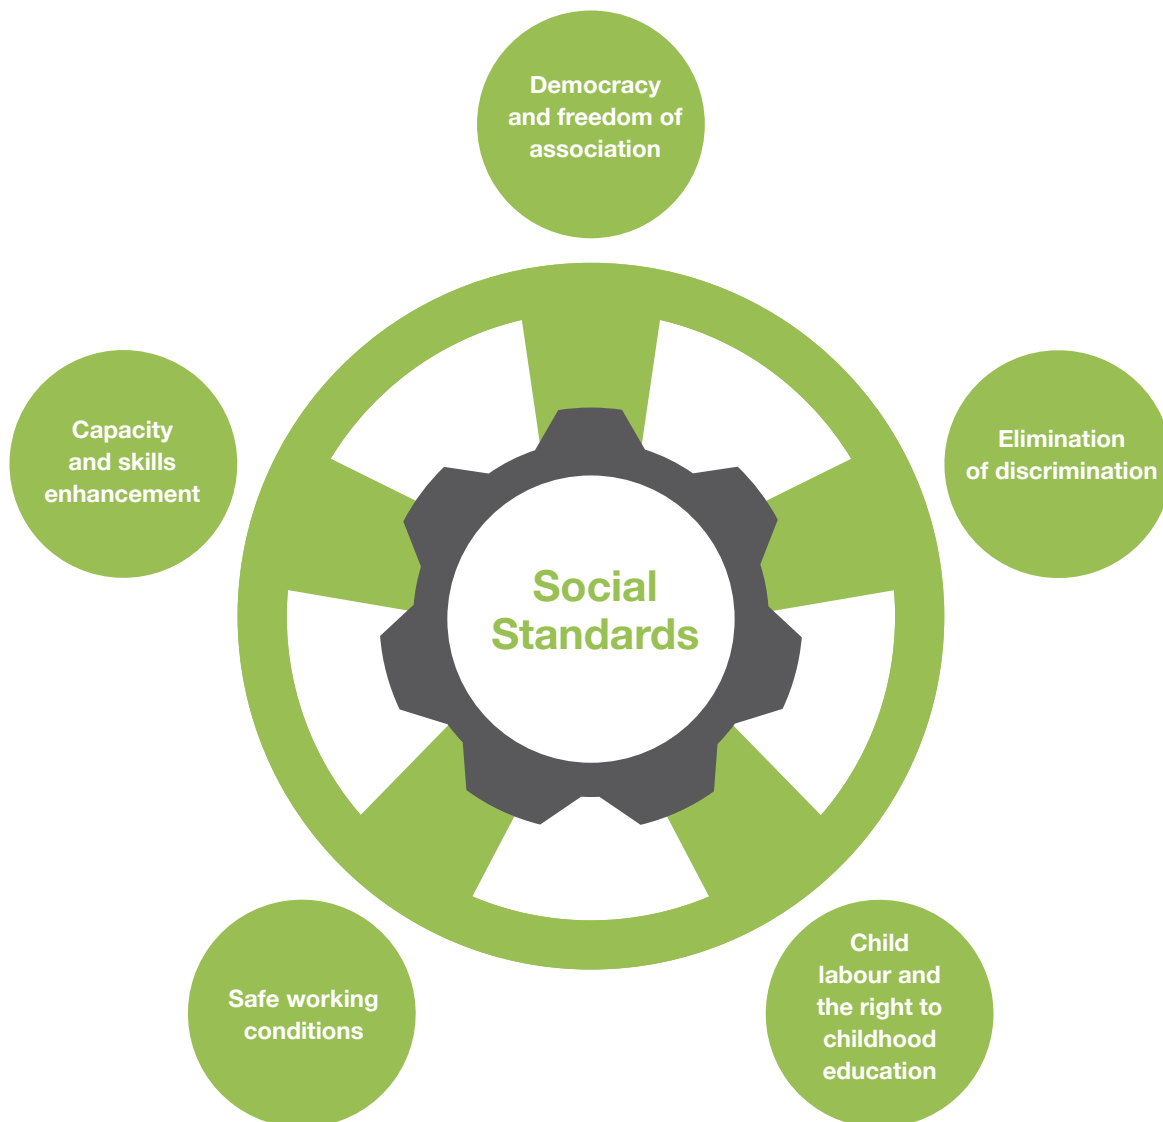 Democracy
and freedom of
association
Capacity
and skills
enhancement
Elimination
of discrimination
Social
Standards
Safe working
conditions
Child
labour and
the right to
childhood
education